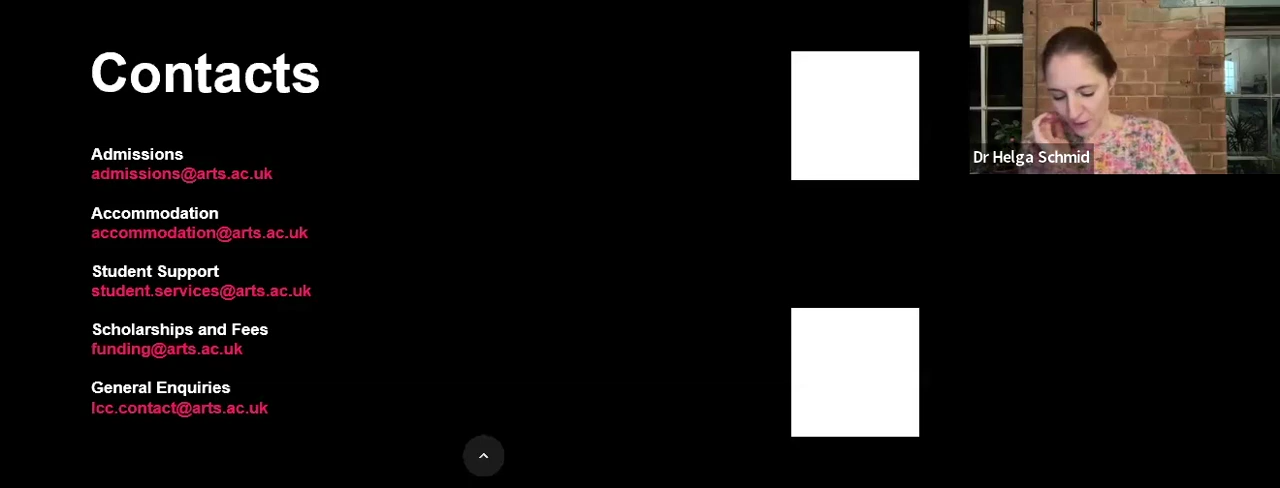 Contacts
Admissions
admissions@arts.ac.uk
Accommodation
accommodation@arts.ac.uk
Student Support
student.services@arts.ac.uk
Scholarships and Fees
funding@arts.ac.uk
General Enquiries
lcc.contact@arts.ac.uk
Dr Helga Schmid